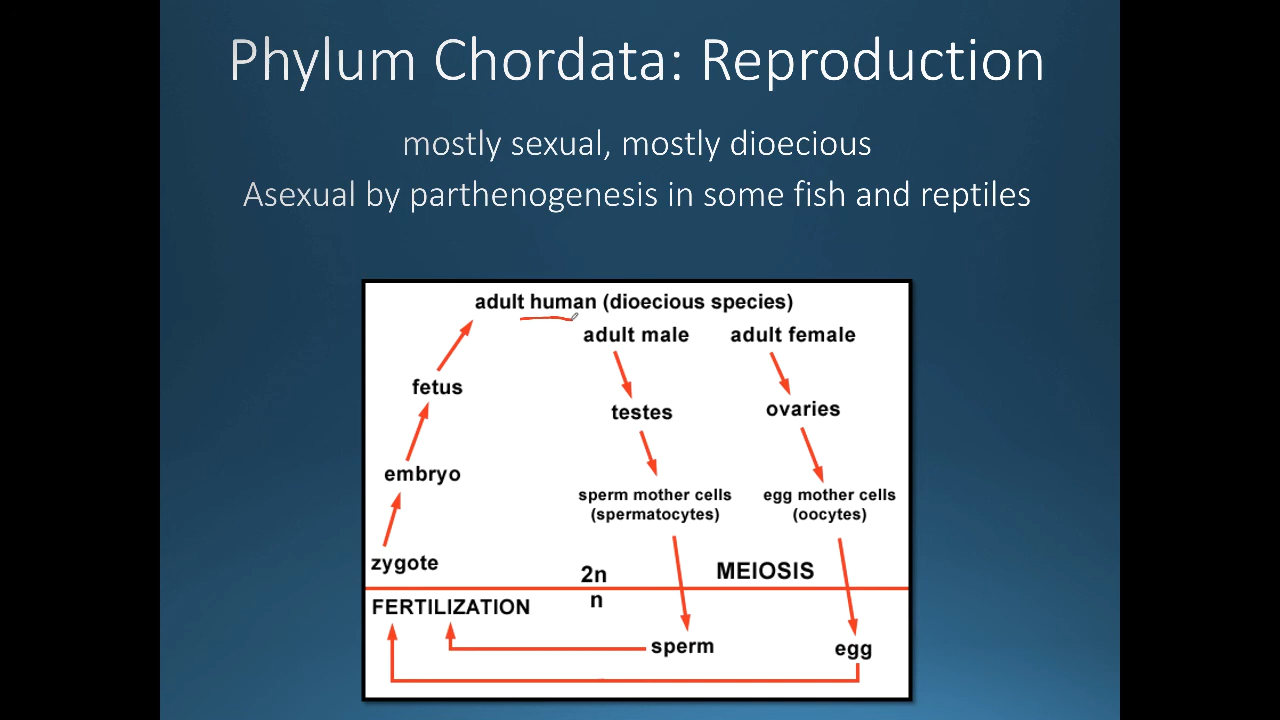 Phylum Chordata: Reproduction
mostly sexual, mostly dioecious
Asexual by parthenogenesis in some fish and reptiles
adult human (dioecious species)
adult male
adult female
fetus
testes
ovaries
embryo
sperm mother cells
(spermatocytes)
egg mother cells
(oocytes)
zygote
2n
MEIOSIS
n
FERTILIZATION
sperm
egg